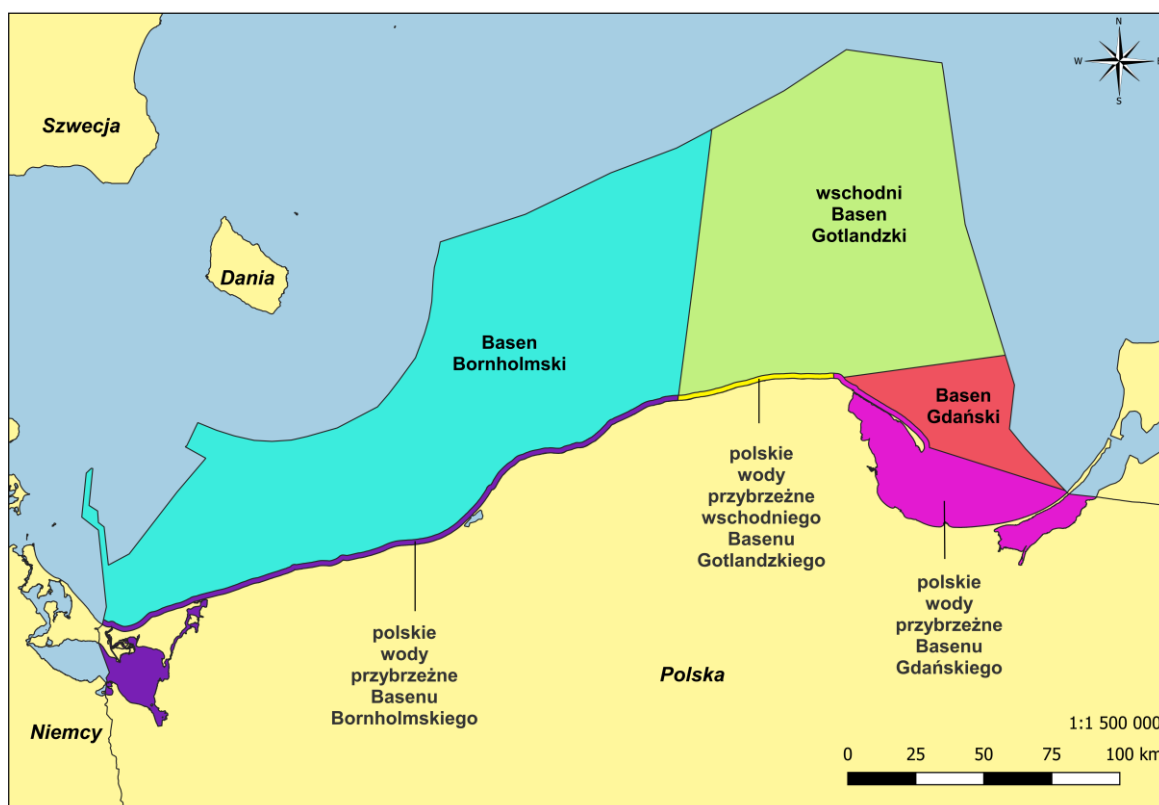 N
W
S
Szwecja
Dania
wschodni
Basen
Gotlandzki
Basen
Bornholmski
Basen
Gdański
polskie
wody
przybrzeżne
wschodniego
Basenu
Gotlandzkiego
polskie
wody
przybrzeżne
Basenu
Gdańskiego
polskie
wody
przybrzeżne
Basenu
Bornholmskiego
Polska
Niemcy
1:1 500 000
0 25 50 75 100 km